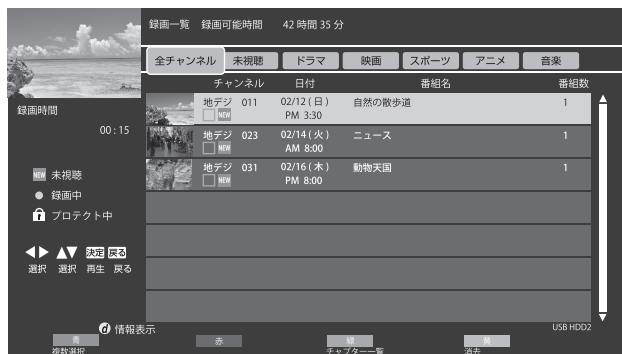 録画一覧 録画可能時間 42 時間 35 分
全チャンネル 未視聴 ドラマ 映画 スポーツ アニメ 音楽
チャンネル 日付 番組名 番組数
地デジ 011 02/12 ( 日 ) 自然の散歩道 1
NEW PM 3:30
地デジ 023 02/14 ( 火 ) ニュース 1
NEW AM 8:00
地デジ 031 02/16 ( 木 ) 動物天国 1
NEW PM 8:00
録画時間
00 : 15
NEW 未視聴
録画中
プロテクト中
決定 戻る
選択 選択 再生 戻る
d 情報表示
USB HDD2
青 赤 緑 黄
複数選択 チャプター一覧 消去